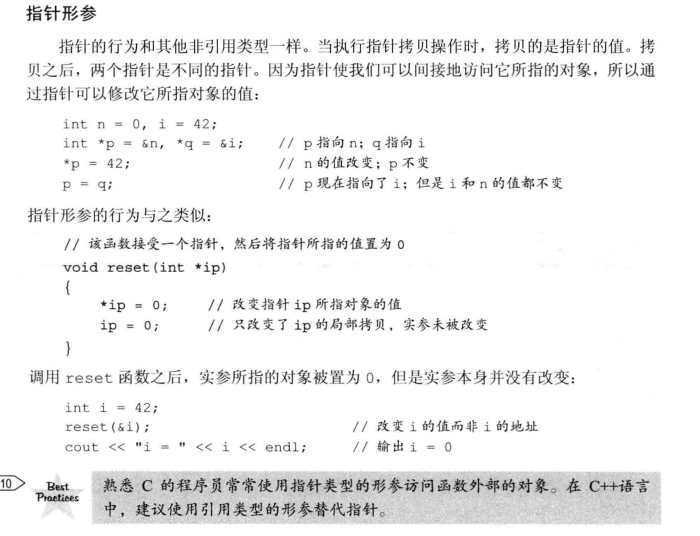 指针形参
指针的行为和其他非引用类型一样。当执行指针拷贝操作时，拷贝的是指针的值。拷
贝之后，两个指针是不同的指针。因为指针使我们可以间接地访问它所指的对象，所以通
过指针可以修改它所指对象的值：
int n = 0, i = 42;
int *p = &n, *q = &i; // p 指向 n；q 指向 i
*p = 42; // n 的值改变；p 不变
p = q; // p 现在指向了 i；但是 i 和 n 的值都不变
指针形参的行为与之类似：
// 该函数接受一个指针，然后将指针所指的值置为 0
void reset(int *ip)
{
*ip = 0; // 改变指针 ip 所指对象的值
ip = 0; // 只改变了 ip 的局部拷贝，实参未被改变
}
调用 reset 函数之后，实参所指的对象被置为 0，但是实参本身并没有改变：
int i = 42;
reset(&i); // 改变 i 的值而非 i 的地址
cout << "i = " << i << endl; // 输出 i = 0
10
Best
Practices
熟悉 C 的程序员常常使用指针类型的形参访问函数外部的对象。在 C++语言
中，建议使用引用类型的形参替代指针。